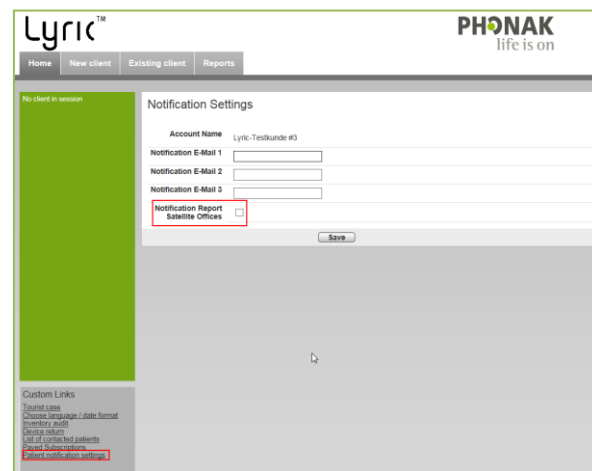 Lyric™
PHONAK
life is on
Home New client Existing client Reports
No client in session
Notification Settings
Account Name Lyric-Testkunde #3
Notification E-Mail 1
Notification E-Mail 2
Notification E-Mail 3
Notification Report
Satellite Offices
Save
Custom Links
Tourist case
Choose language / date format
Inventory audit
Device return
List of contacted patients
Payed Subscriptions
Patient notification settings